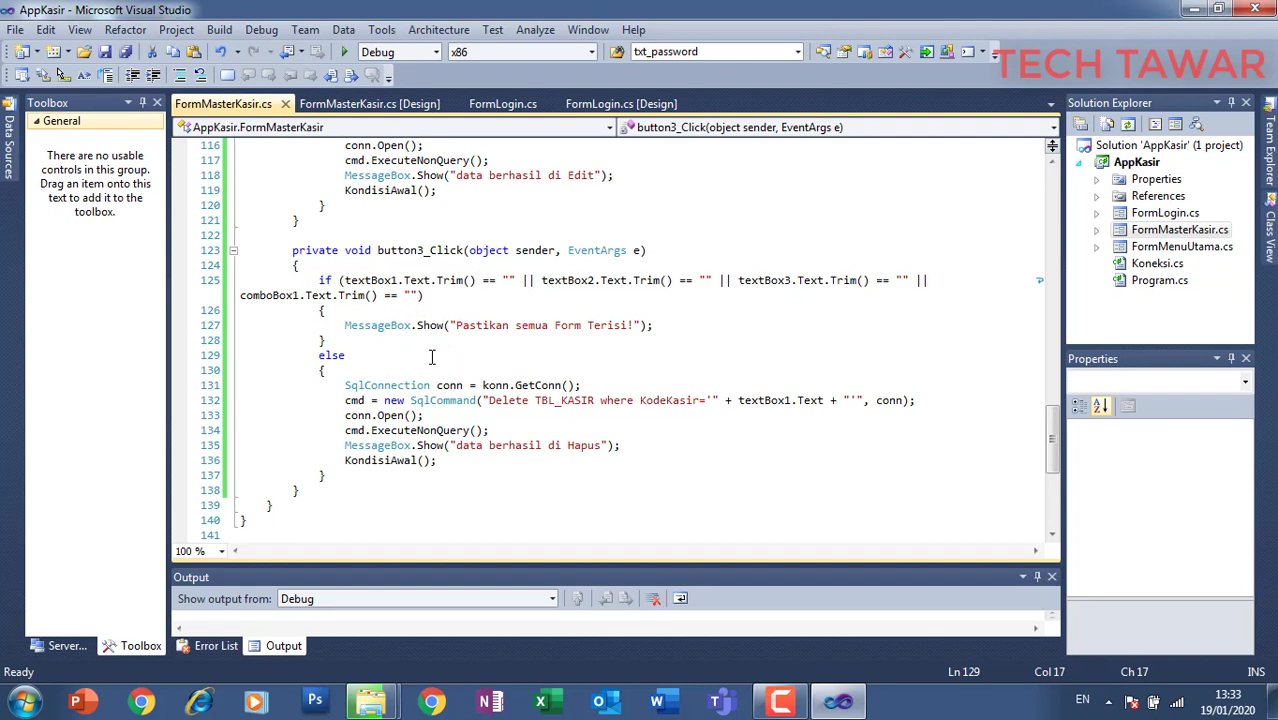 AppKasir - Microsoft Visual Studio
File Edit View Refactor Project Build Debug Team Data Tools Architecture Test Analyze Window Help
Debug x86 txt_password
TECH TAWAR
Toolbox
General
There are no usable
controls in this group.
Drag an item onto this
text to add it to the
toolbox.
Data Sources
FormMasterKasir.cs FormMasterKasir.cs [Design] FormLogin.cs FormLogin.cs [Design]
AppKasir.FormMasterKasir button3_Click(object sender, EventArgs e)
116 conn.Open();
117 cmd.ExecuteNonQuery();
118 MessageBox.Show("data berhasil di Edit");
119 KondisiAwal();
120 }
121 }
122
123 private void button3_Click(object sender, EventArgs e)
124 {
125 if (textBox1.Text.Trim() == "" || textBox2.Text.Trim() == "" || textBox3.Text.Trim() == "" ||
comboBox1.Text.Trim() == "")
126 {
127 MessageBox.Show("Pastikan semua Form Terisi!");
128 }
129 else
130 {
131 SqlConnection conn = konn.GetConn();
132 cmd = new SqlCommand("Delete TBL_KASIR where KodeKasir='" + textBox1.Text + "'", conn);
133 conn.Open();
134 cmd.ExecuteNonQuery();
135 MessageBox.Show("data berhasil di Hapus");
136 KondisiAwal();
137 }
138 }
139 }
140 }
141
100 %
Output
Show output from: Debug
Server... Toolbox Error List Output
Solution Explorer
Solution 'AppKasir' (1 project)
AppKasir
Properties
References
FormLogin.cs
FormMasterKasir.cs
FormMenuUtama.cs
Koneksi.cs
Program.cs
Properties
Team Explorer
Class View
Ready Ln 129 Col 17 Ch 17 INS
EN 13:33
19/01/2020